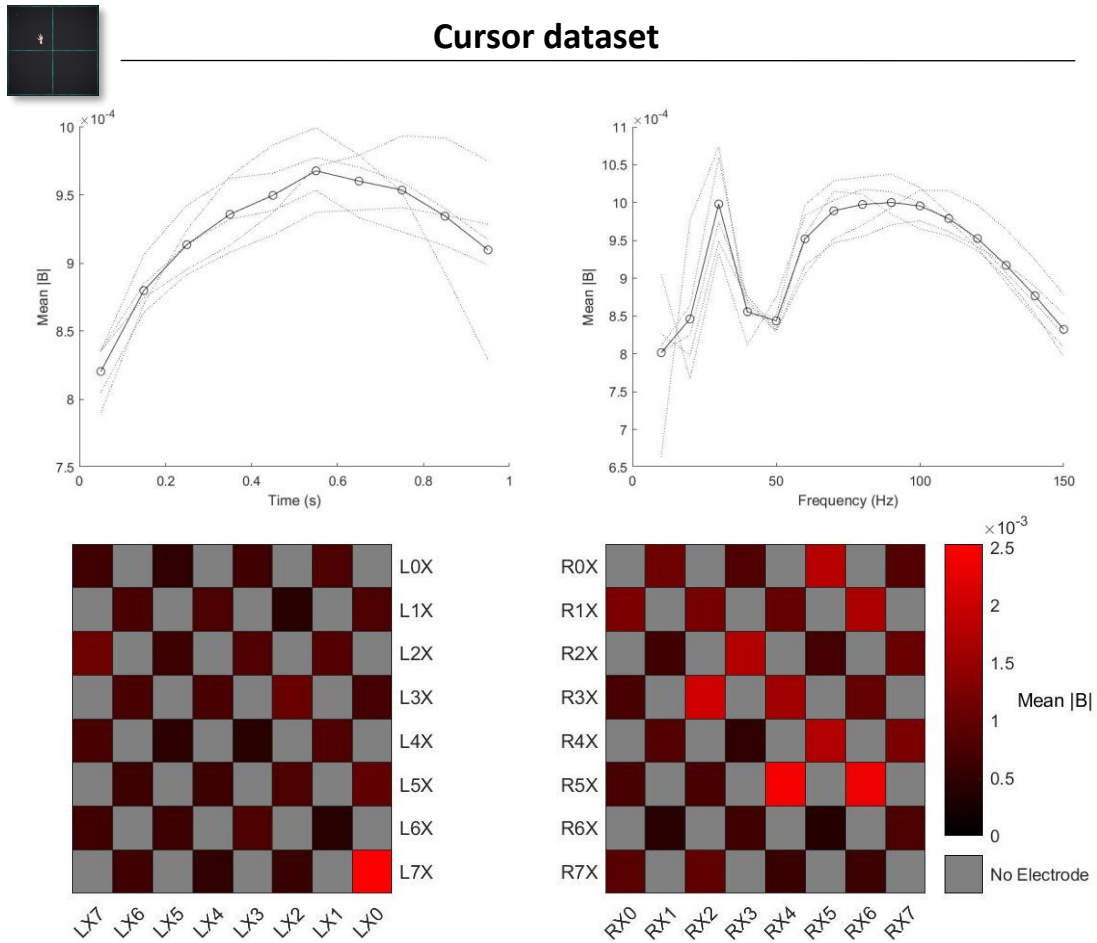 Cursor dataset
×10⁻⁴
10
9.5
9
8.5
8
7.5
0
0.2
0.4
0.6
0.8
1
Mean |B|
Time (s)
×10⁻⁴
11
10.5
10
9.5
9
8.5
8
7.5
7
6.5
0
50
100
150
Mean |B|
Frequency (Hz)
L0X
L1X
L2X
L3X
L4X
L5X
L6X
L7X
LX7 LX6 LX5 LX4 LX3 LX2 LX1 LX0
R0X
R1X
R2X
R3X
R4X
R5X
R6X
R7X
RX0 RX1 RX2 RX3 RX4 RX5 RX6 RX7
×10⁻³
2.5
2
1.5
1
0.5
0
Mean |B|
No Electrode